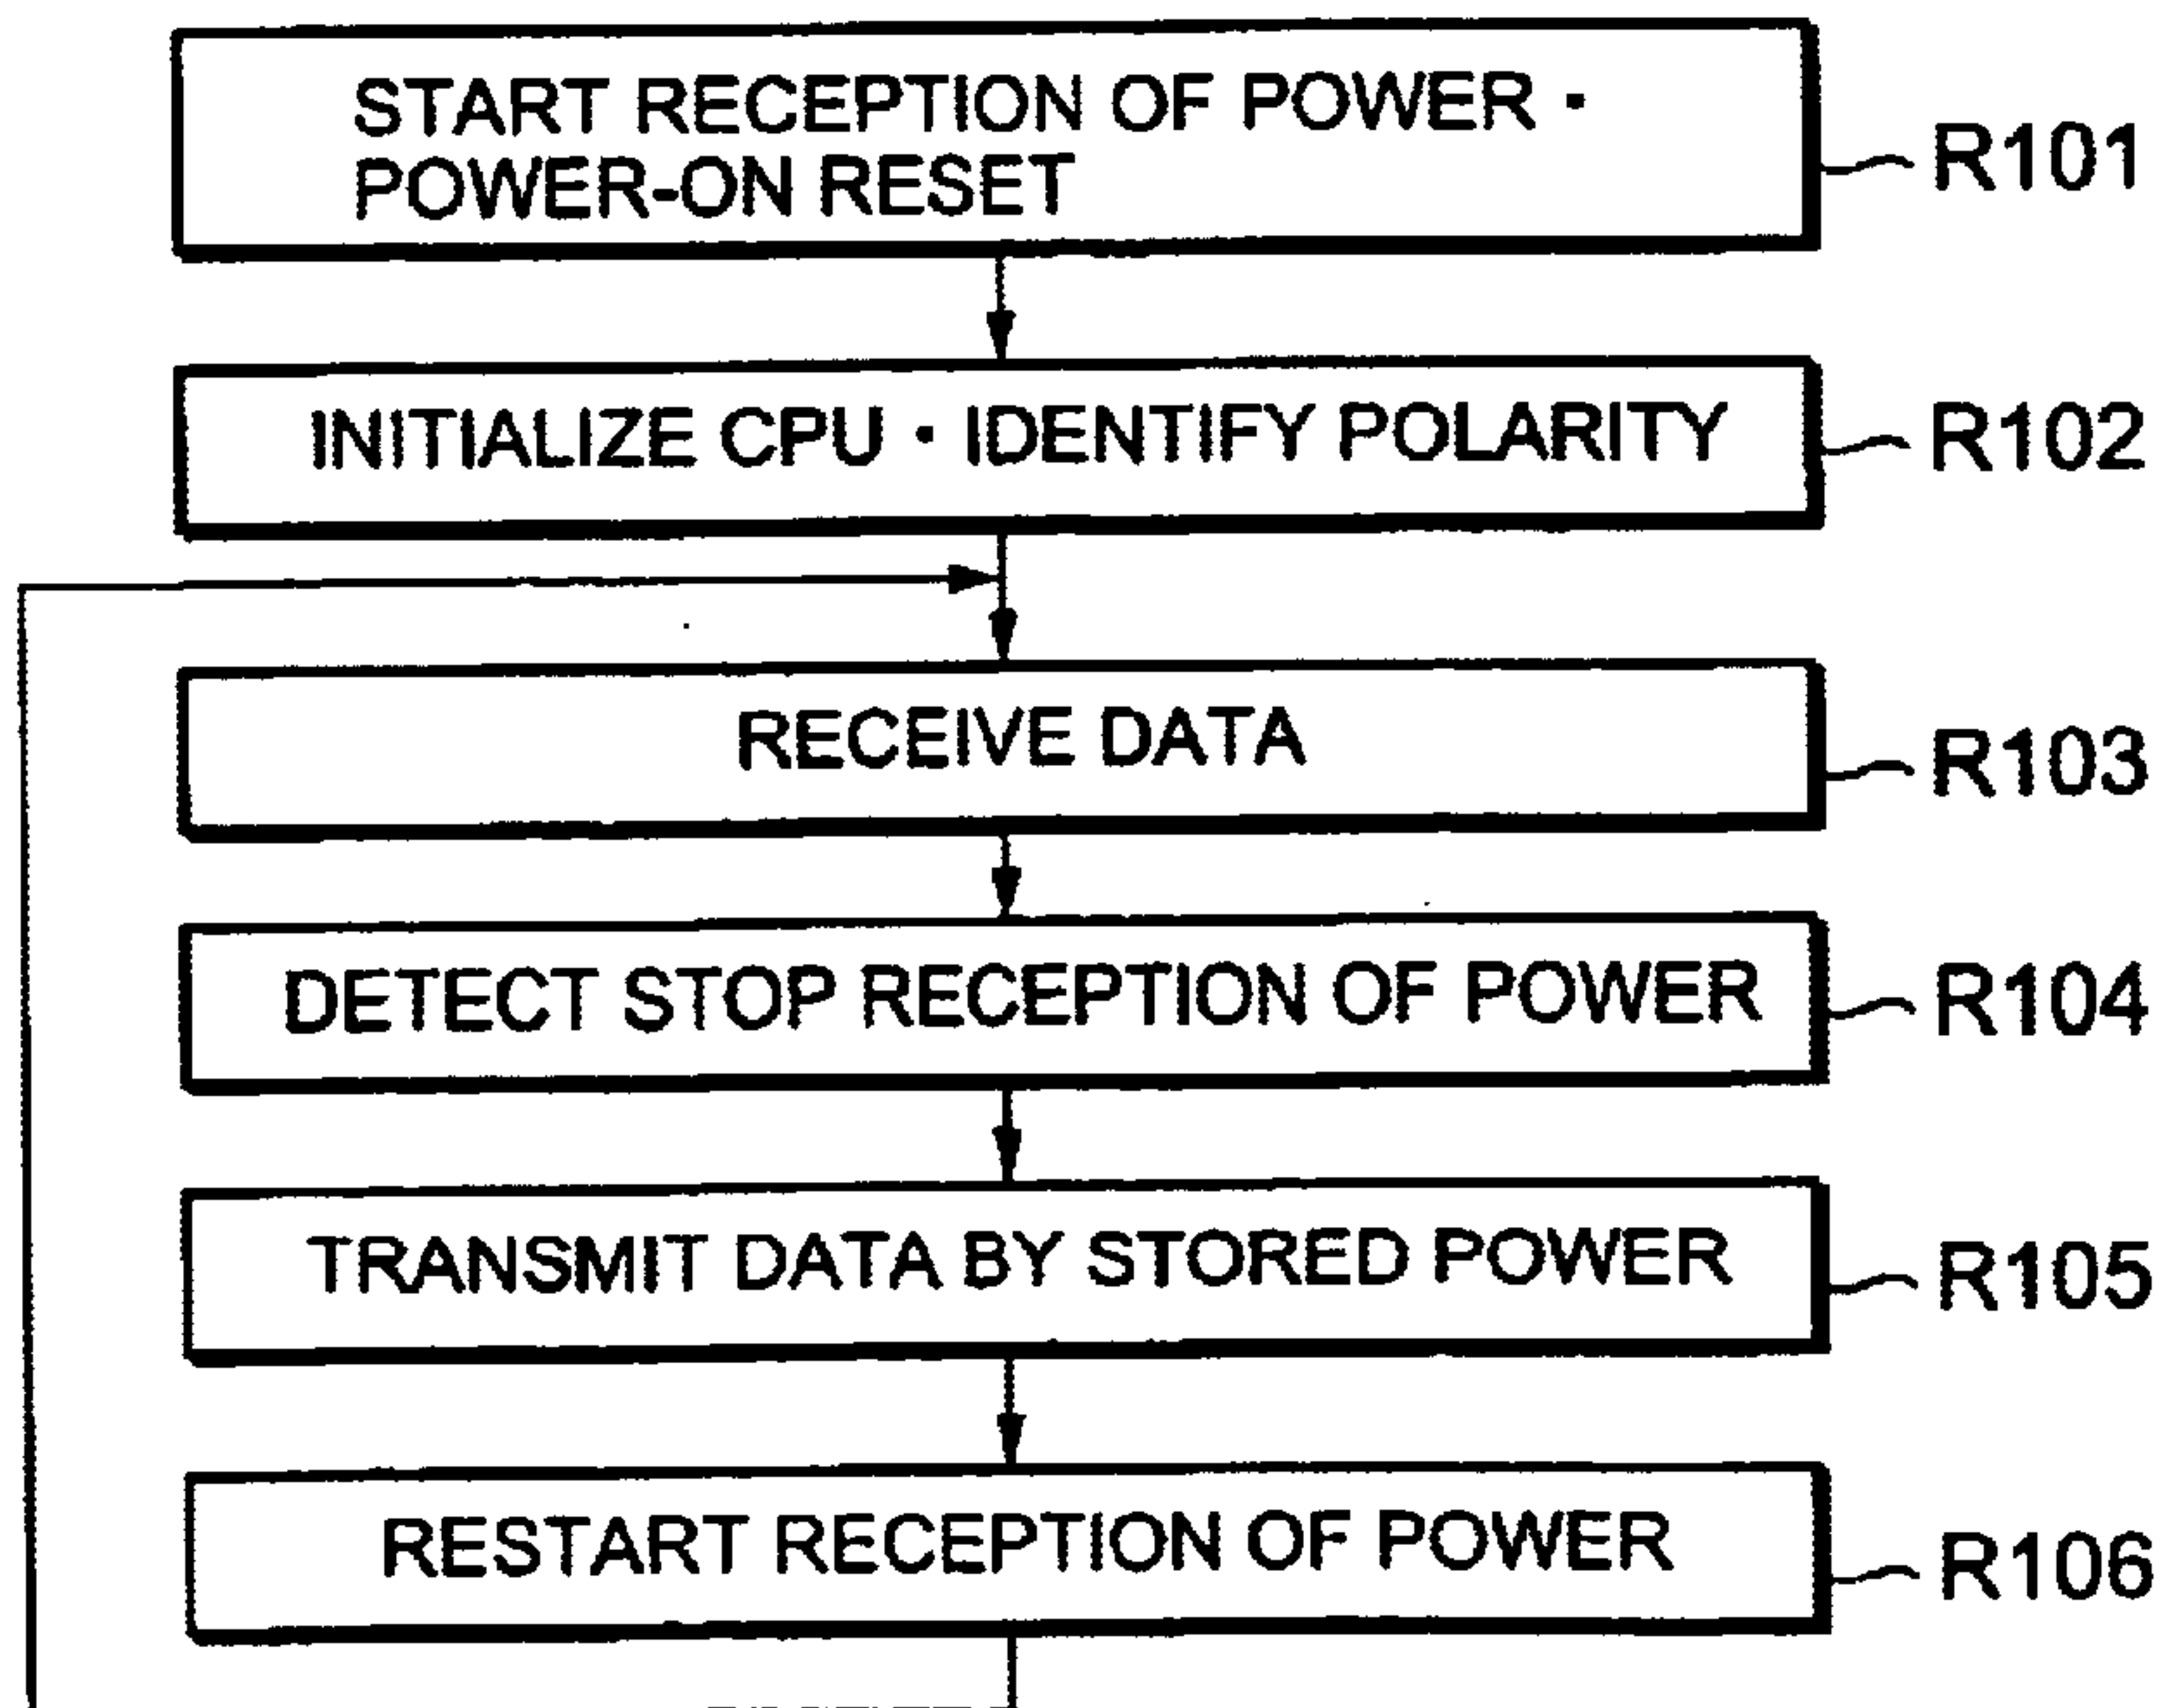 START RECEPTION OF POWER ·
POWER-ON RESET
R101
INITIALIZE CPU · IDENTIFY POLARITY
R102
RECEIVE DATA
R103
DETECT STOP RECEPTION OF POWER
R104
TRANSMIT DATA BY STORED POWER
R105
RESTART RECEPTION OF POWER
R106